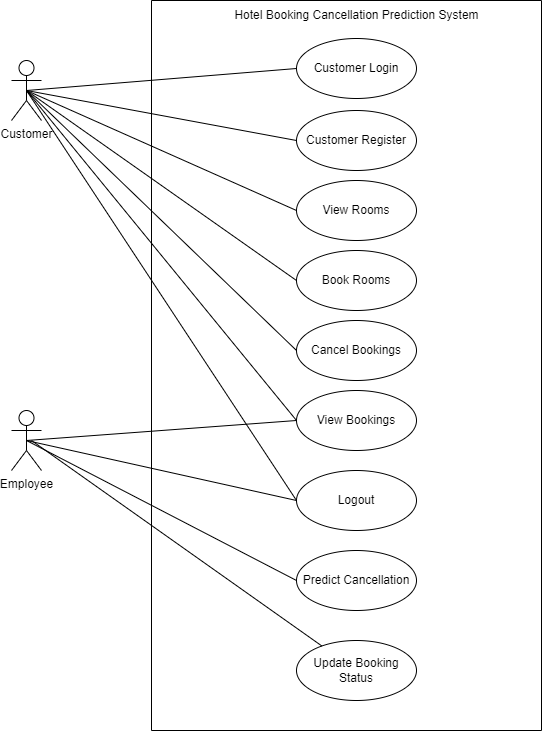 Hotel Booking Cancellation Prediction System
Customer Login
Customer
Customer Register
View Rooms
Book Rooms
Cancel Bookings
View Bookings
Employee
Logout
Predict Cancellation
Update Booking
Status